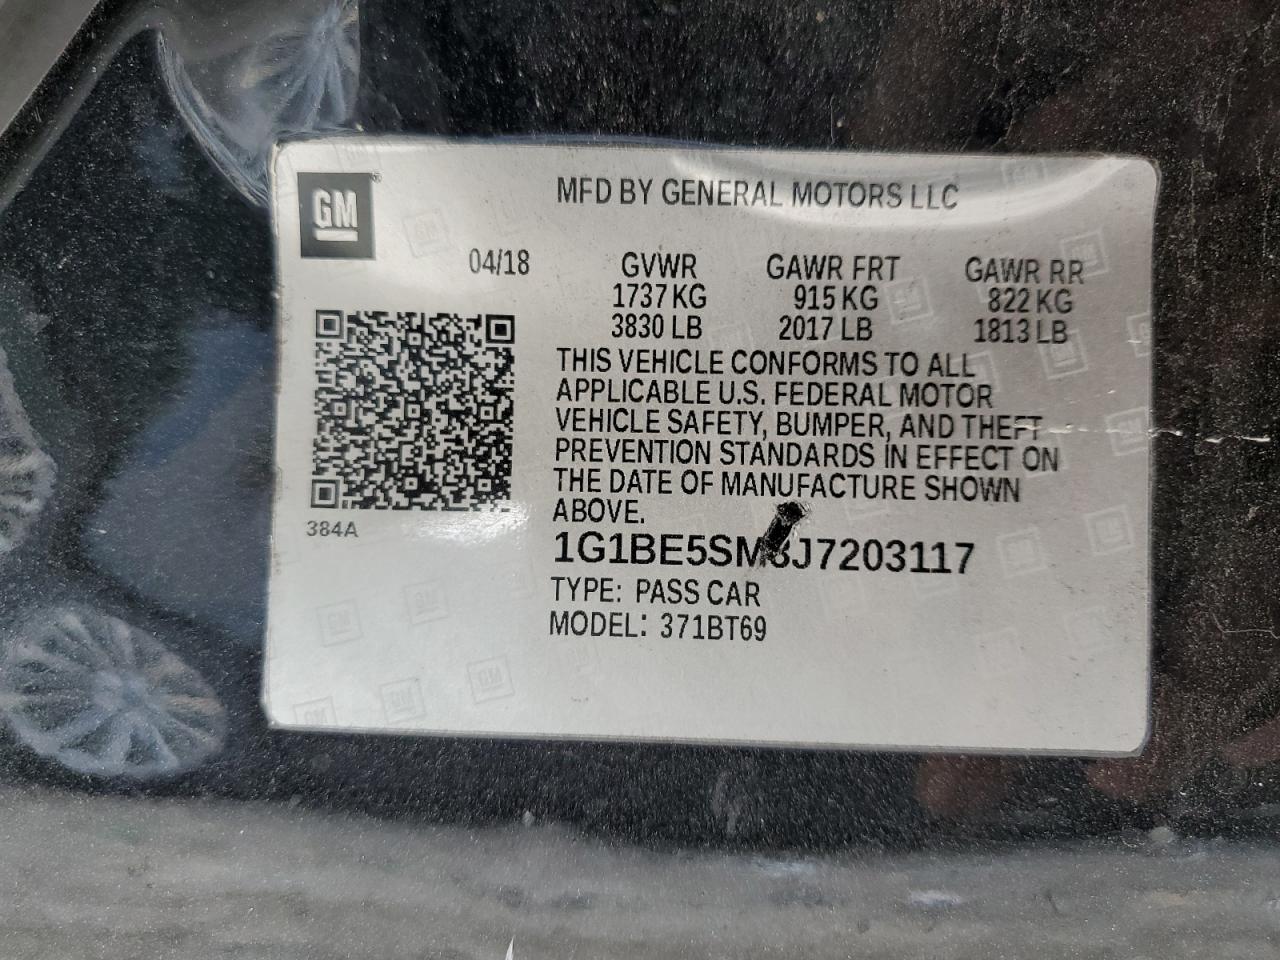 GM
MFD BY GENERAL MOTORS LLC
04/18 GVWR GAWR FRT GAWR RR
1737 KG 915 KG 822 KG
3830 LB 2017 LB 1813 LB
THIS VEHICLE CONFORMS TO ALL
APPLICABLE U.S. FEDERAL MOTOR
VEHICLE SAFETY, BUMPER, AND THEFT
PREVENTION STANDARDS IN EFFECT ON
THE DATE OF MANUFACTURE SHOWN
ABOVE.
384A
1G1BE5SM3J7203117
TYPE: PASS CAR
MODEL: 371BT69